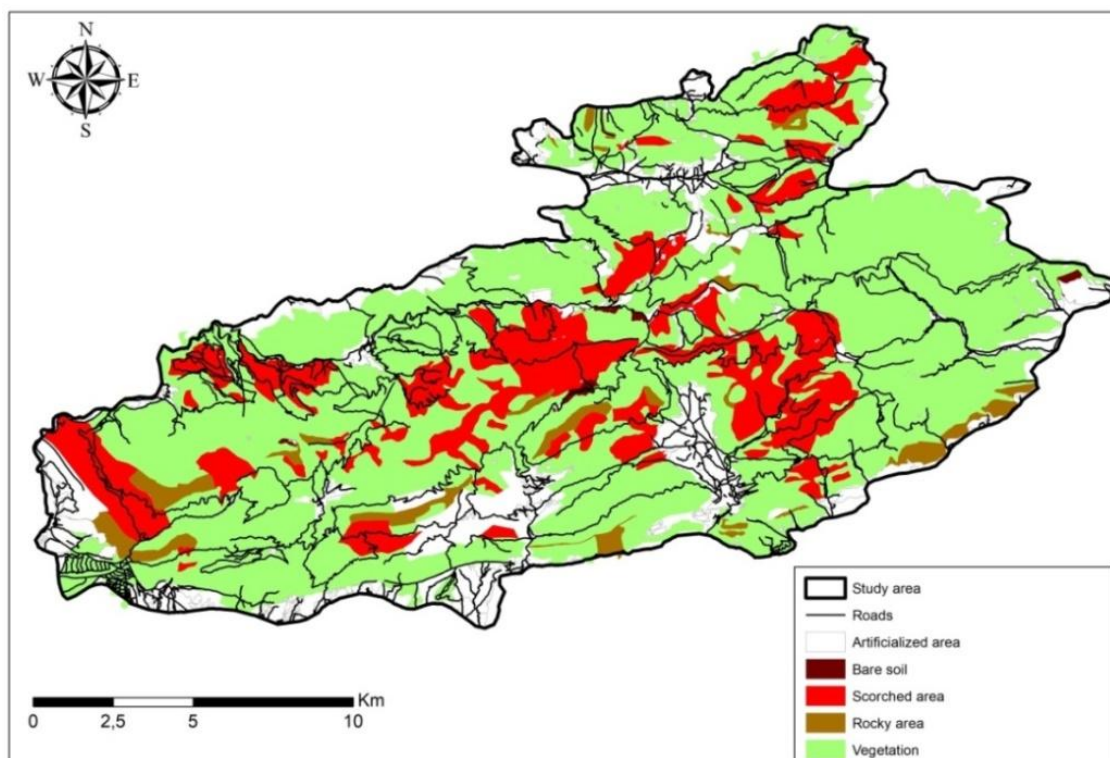 N
W E
S
Study area
Roads
Artificialized area
Bare soil
Scorched area
Rocky area
Vegetation
Km
0 2,5 5 10